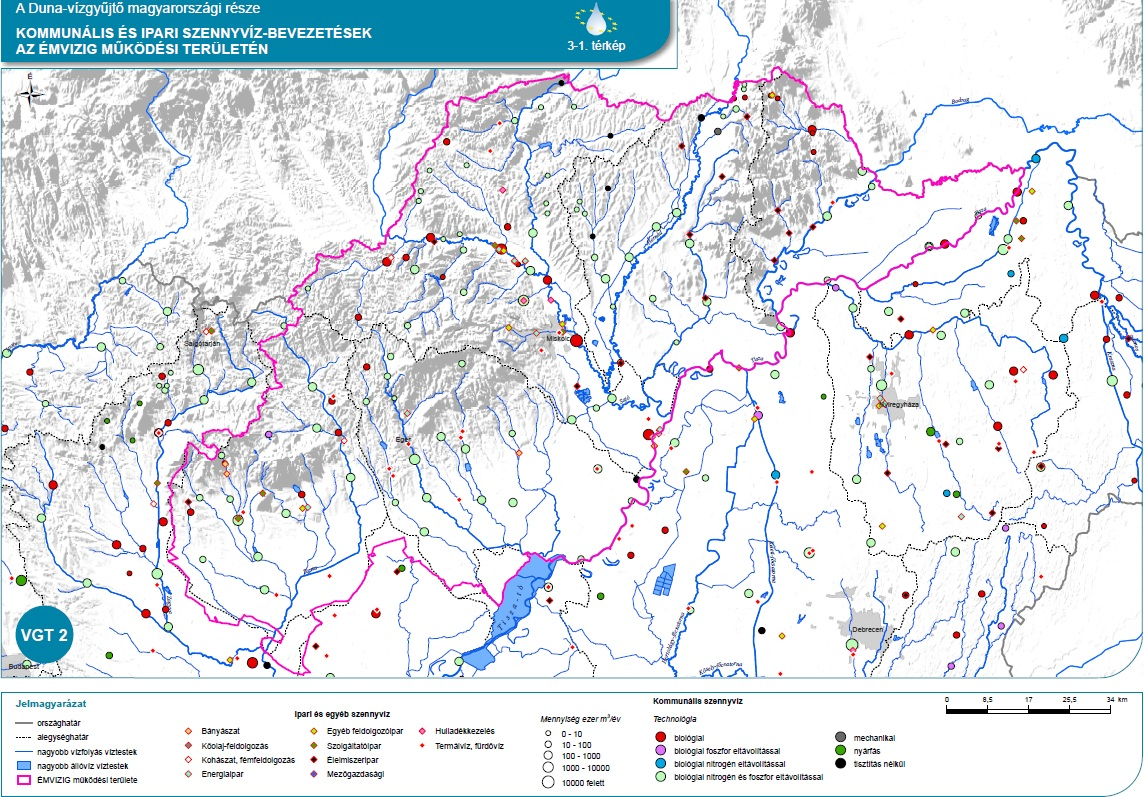 A Duna-vízgyűjtő magyarországi része
KOMMUNÁLIS ÉS IPARI SZENNYVÍZ-BEVEZETÉSEK
AZ ÉMVIZIG MŰKÖDÉSI TERÜLETÉN
3-1. térkép
É
Bodrog
Salgótarján
Miskolc
Tisza
Sajó
Eger
Nyíregyháza
Tisza-tó
Debrecen
Budapest
VGT 2
Jelmagyarázat
országhatár
alegységhatár
nagyobb vízfolyás víztestek
nagyobb állóvíz víztestek
ÉMVIZIG működési területe
Ipari és egyéb szennyvíz
Bányászat
Kőolaj-feldolgozás
Kohászat, fémfeldolgozás
Energiaipar
Egyéb feldolgozóipar
Szolgáltatóipar
Élelmiszeripar
Mezőgazdasági
Hulladékkezelés
Termálvíz, fürdővíz
Mennyiség ezer m³/év
0 - 10
10 - 100
100 - 1000
1000 - 10000
10000 felett
Kommunális szennyvíz
Technológia
biológiai
biológiai foszfor eltávolítással
biológiai nitrogén eltávolítással
biológiai nitrogén és foszfor eltávolítással
mechanikai
nyárfás
tisztítás nélkül
0 8,5 17 25,5 34 km